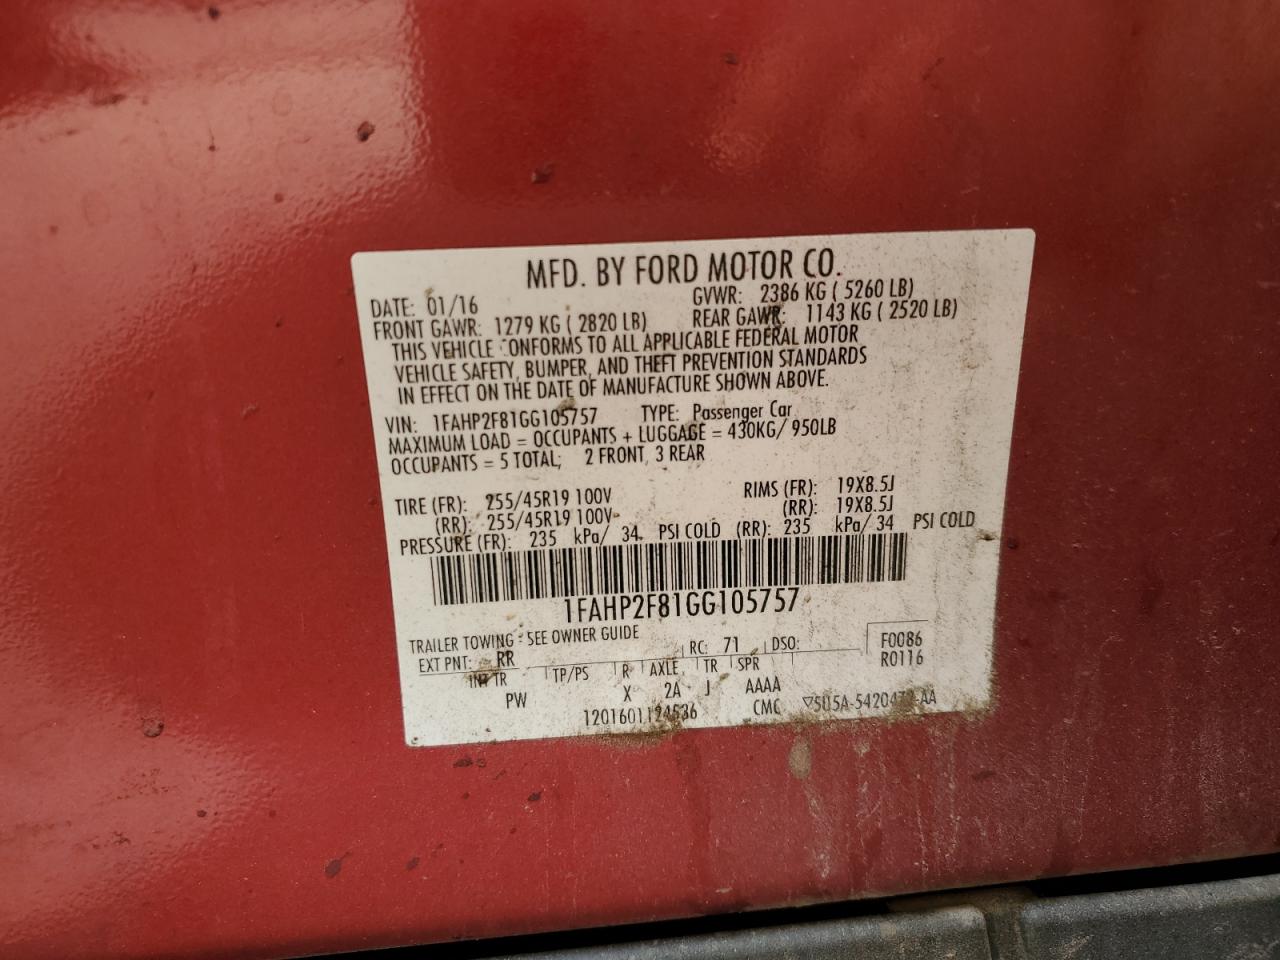 MFD. BY FORD MOTOR CO.
DATE: 01/16 GVWR: 2386 KG ( 5260 LB)
FRONT GAWR: 1279 KG ( 2820 LB) REAR GAWR: 1143 KG ( 2520 LB)
THIS VEHICLE CONFORMS TO ALL APPLICABLE FEDERAL MOTOR
VEHICLE SAFETY, BUMPER, AND THEFT PREVENTION STANDARDS
IN EFFECT ON THE DATE OF MANUFACTURE SHOWN ABOVE.
VIN: 1FAHP2F81GG105757 TYPE: Passenger Car
MAXIMUM LOAD = OCCUPANTS + LUGGAGE = 430KG/ 950LB
OCCUPANTS = 5 TOTAL; 2 FRONT, 3 REAR
TIRE (FR): 255/45R19 100V RIMS (FR): 19X8.5J
(RR): 255/45R19 100V (RR): 19X8.5J
PRESSURE (FR): 235 kPa/ 34 PSI COLD (RR): 235 kPa/ 34 PSI COLD
1FAHP2F81GG105757
TRAILER TOWING - SEE OWNER GUIDE
EXT PNT: RR RC: 71 DSO: F0086
R0116
INT TR TP/PS R AXLE TR SPR
PW X 2A J AAAA
1201601124536 CMC